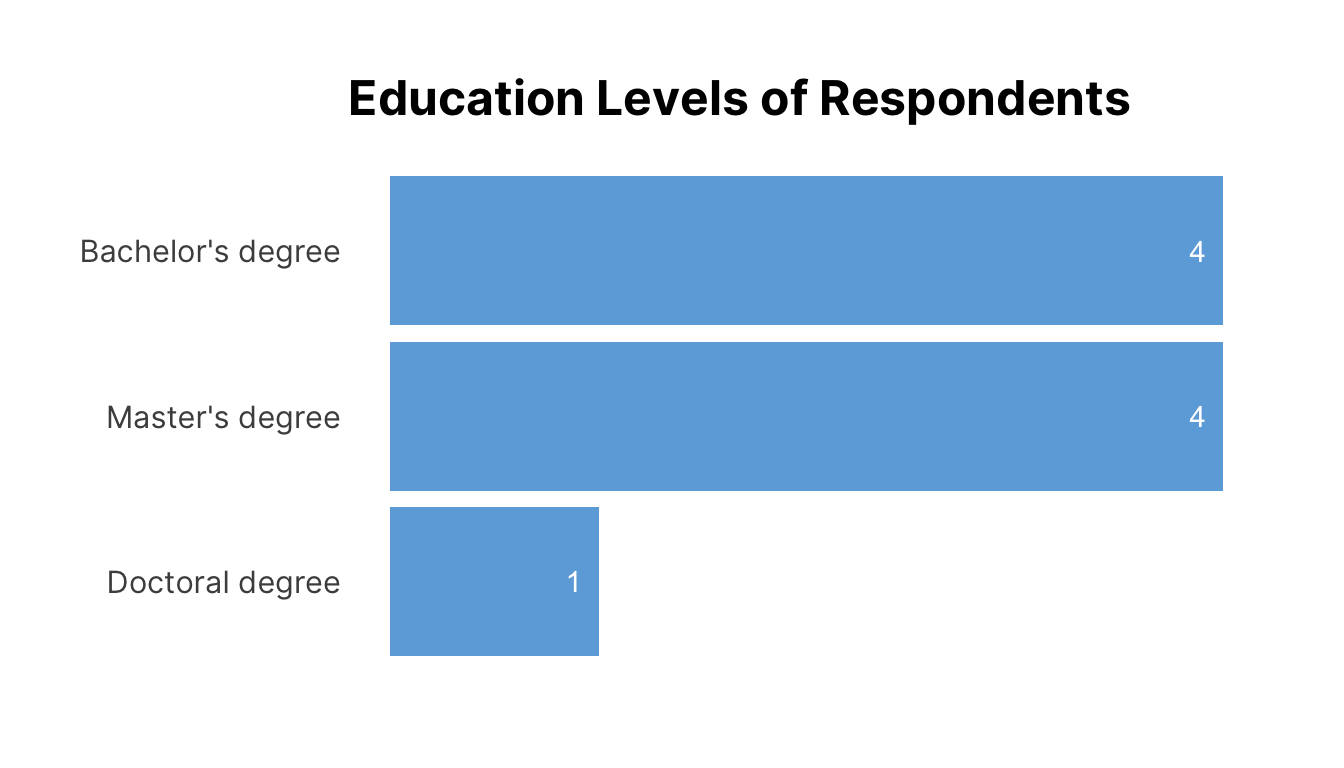 Education Levels of Respondents
Bachelor's degree
4
Master's degree
4
Doctoral degree
1